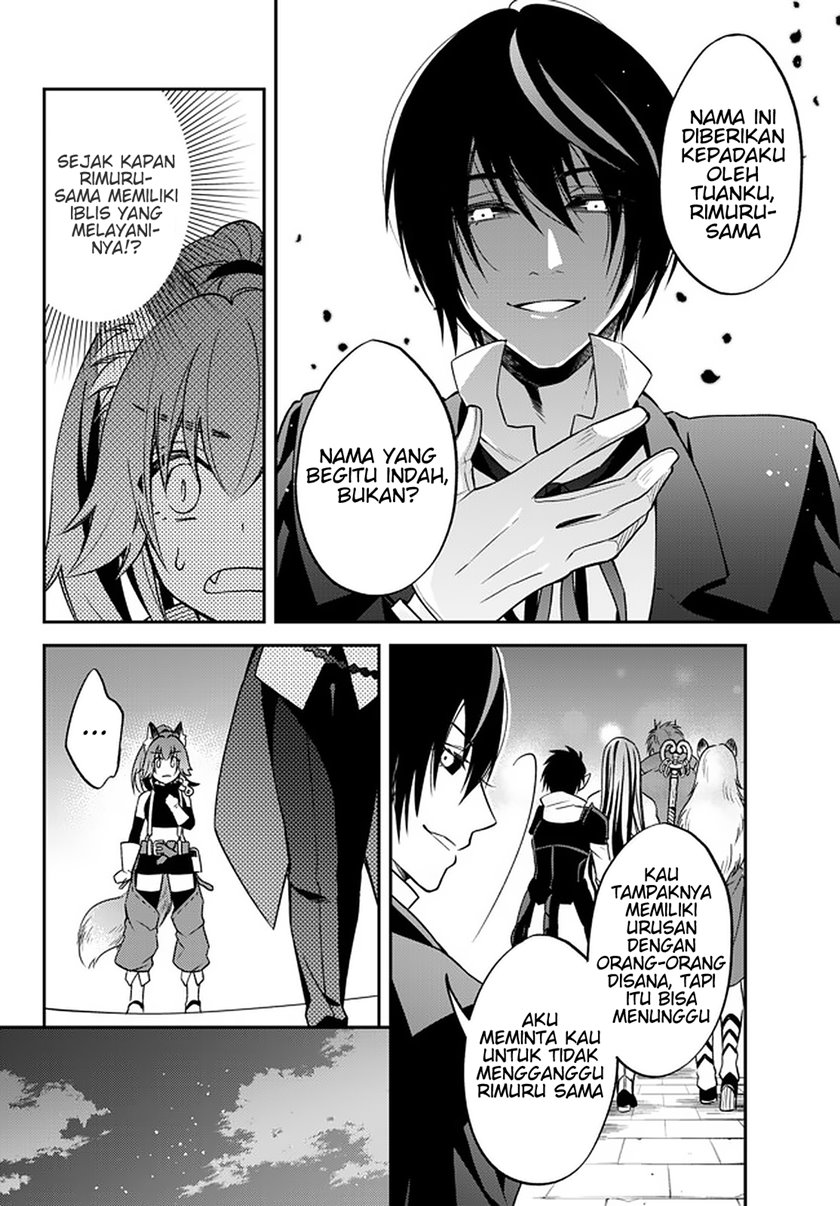 NAMA INI
DIBERIKAN
KEPADAKU
OLEH
TUANKU,
RIMURU-
SAMA
NAMA YANG
BEGITU INDAH,
BUKAN?
SEJAK KAPAN
RIMURU-
SAMA MEMILIKI
IBLIS YANG
MELAYANI-
NYA!?
KAU
TAMPAKNYA
MEMILIKI
URUSAN
DENGAN
ORANG-ORANG
DISANA, TAPI
ITU BISA
MENUNGGU
AKU
MEMINTA KAU
UNTUK TIDAK
MENGGANGGU
RIMURU SAMA
...